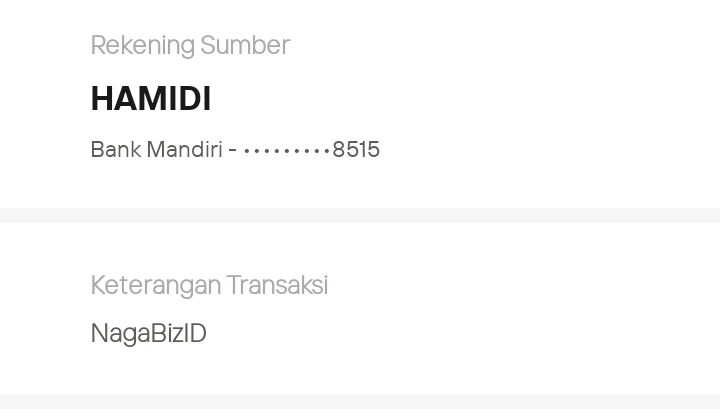 Rekening Sumber
HAMIDI
Bank Mandiri - •••••••••8515
Keterangan Transaksi
NagaBizID